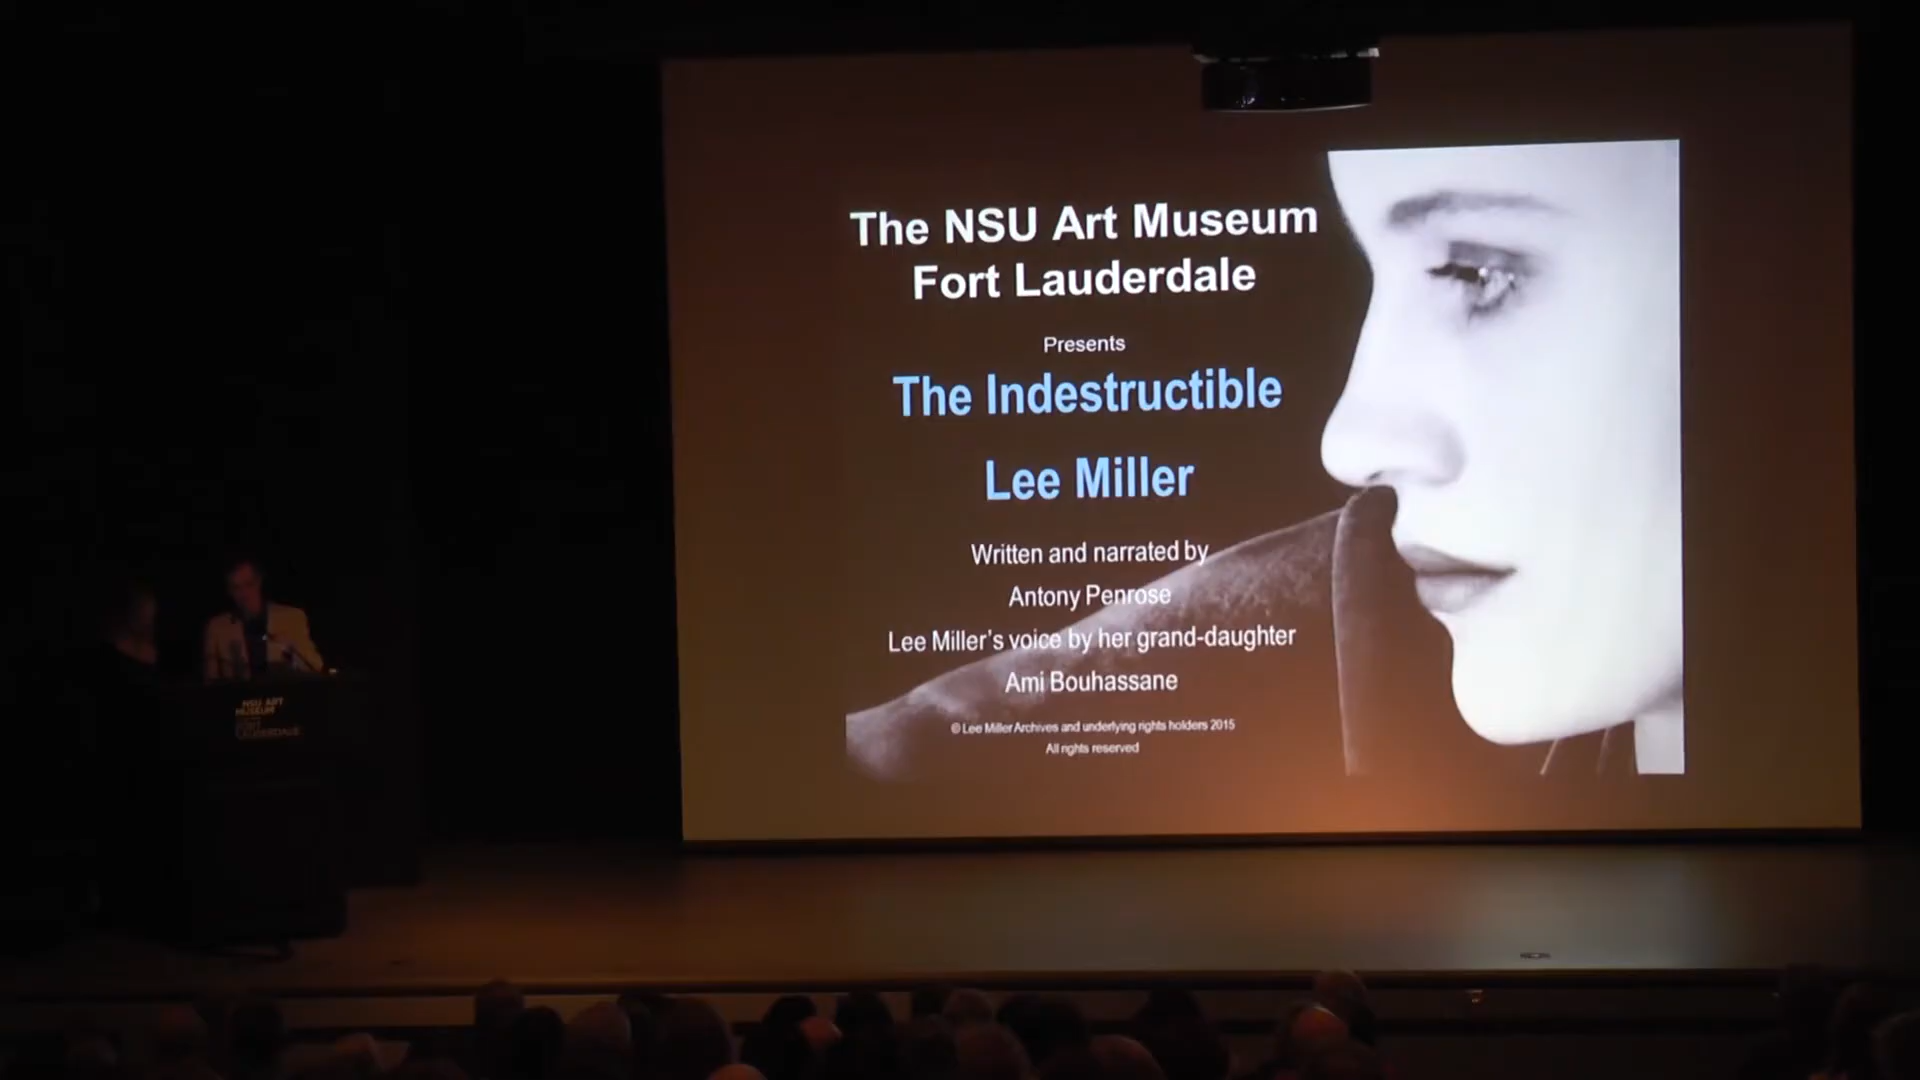 The NSU Art Museum
Fort Lauderdale
Presents
The Indestructible
Lee Miller
Written and narrated by
Antony Penrose
Lee Miller's voice by her grand-daughter
Ami Bouhassane
© Lee Miller Archives and underlying rights holders 2015
All rights reserved
NSU ART
MUSEUM
FORT
LAUDERDALE